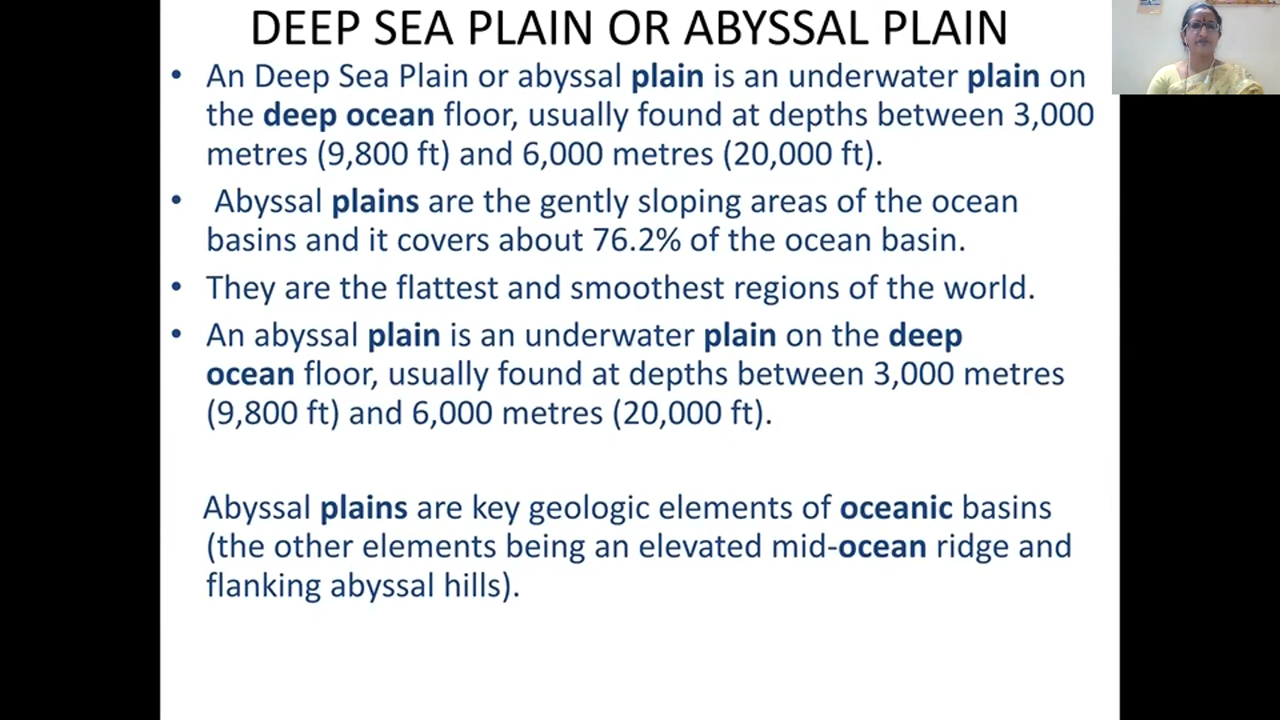 DEEP SEA PLAIN OR ABYSSAL PLAIN
• An Deep Sea Plain or abyssal plain is an underwater plain on
the deep ocean floor, usually found at depths between 3,000
metres (9,800 ft) and 6,000 metres (20,000 ft).
• Abyssal plains are the gently sloping areas of the ocean
basins and it covers about 76.2% of the ocean basin.
• They are the flattest and smoothest regions of the world.
• An abyssal plain is an underwater plain on the deep
ocean floor, usually found at depths between 3,000 metres
(9,800 ft) and 6,000 metres (20,000 ft).
Abyssal plains are key geologic elements of oceanic basins
(the other elements being an elevated mid-ocean ridge and
flanking abyssal hills).